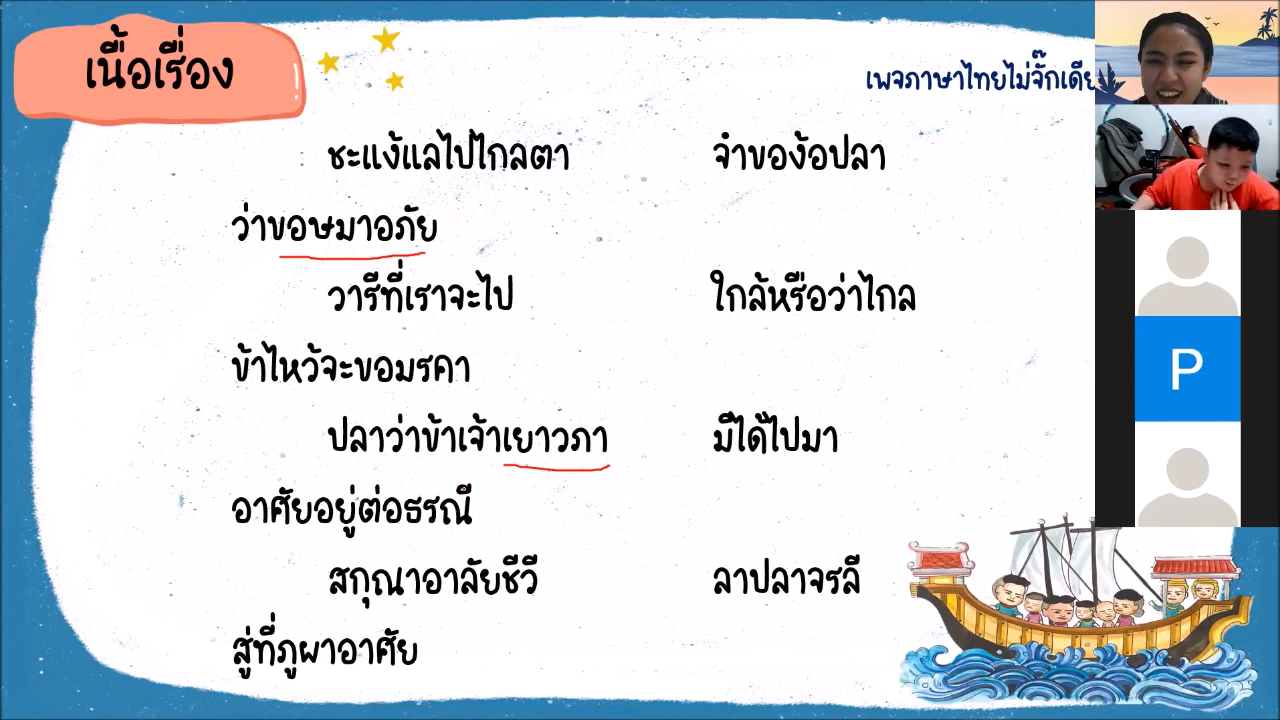 เนื้อเรื่อง
เพจภาษาไทยไม่จั๊กเดีย
ชะแง้แลไปไกลตา จำของ้อปลา
ว่าขอษมาอภัย
วารีที่เราจะไป ใกล้หรือว่าไกล
ข้าไหว้จะขอมรคา
ปลาว่าข้าเจ้าเยาวภา มิได้ไปมา
อาศัยอยู่ต่อธรณี
สกุณาอาลัยชีวี ลาปลาจรลี
สู่ที่ภูผาอาศัย
P